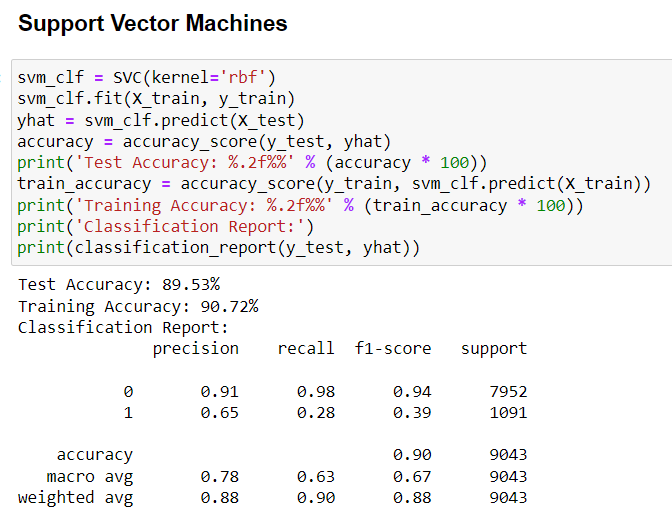 Support Vector Machines
svm_clf = SVC(kernel='rbf')
svm_clf.fit(X_train, y_train)
yhat = svm_clf.predict(X_test)
accuracy = accuracy_score(y_test, yhat)
print('Test Accuracy: %.2f%%' % (accuracy * 100))
train_accuracy = accuracy_score(y_train, svm_clf.predict(X_train))
print('Training Accuracy: %.2f%%' % (train_accuracy * 100))
print('Classification Report:')
print(classification_report(y_test, yhat))
Test Accuracy: 89.53%
Training Accuracy: 90.72%
Classification Report:
precision recall f1-score support
0 0.91 0.98 0.94 7952
1 0.65 0.28 0.39 1091
accuracy 0.90 9043
macro avg 0.78 0.63 0.67 9043
weighted avg 0.88 0.90 0.88 9043